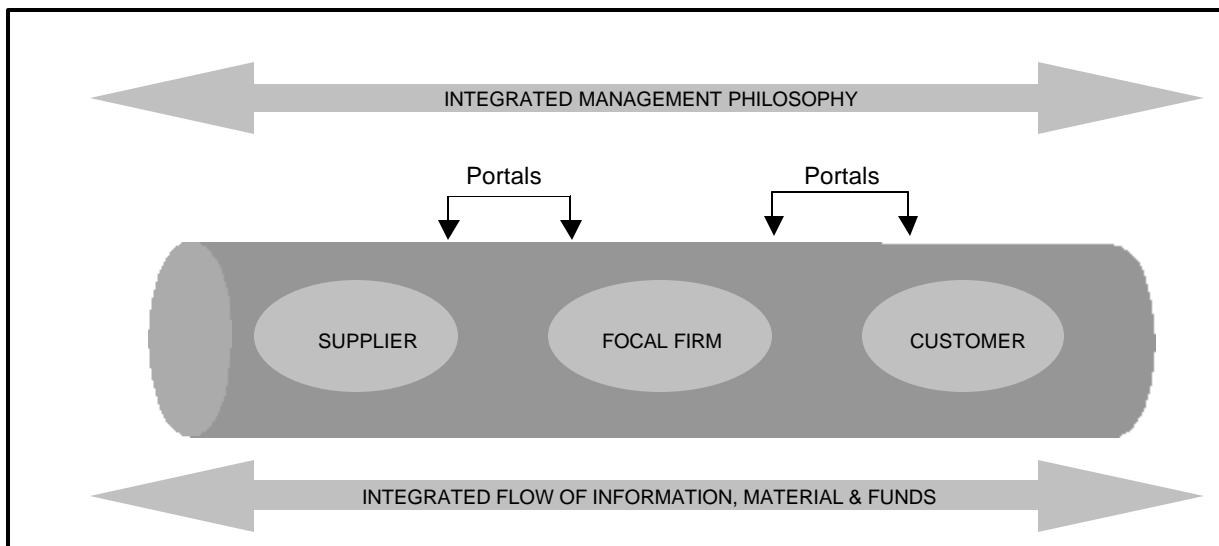 INTEGRATED MANAGEMENT PHILOSOPHY
Portals
Portals
SUPPLIER
FOCAL FIRM
CUSTOMER
INTEGRATED FLOW OF INFORMATION, MATERIAL & FUNDS